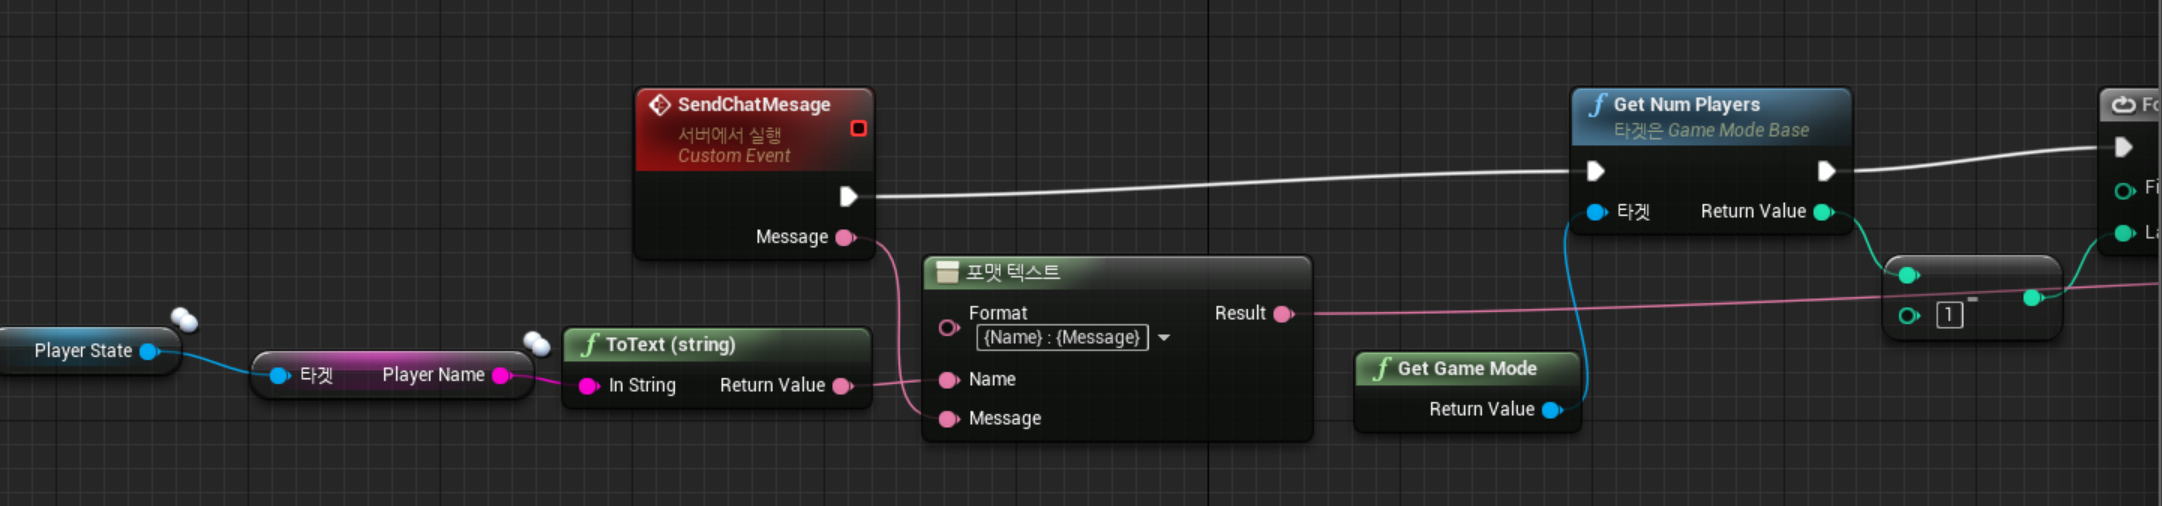 SendChatMesage
서버에서 실행
Custom Event
Message
Player State
타겟
Player Name
ToText (string)
In String
Return Value
포맷 텍스트
Format
{Name} : {Message}
Result
Name
Message
Get Game Mode
Return Value
Get Num Players
타겟은 Game Mode Base
타겟
Return Value
1
-